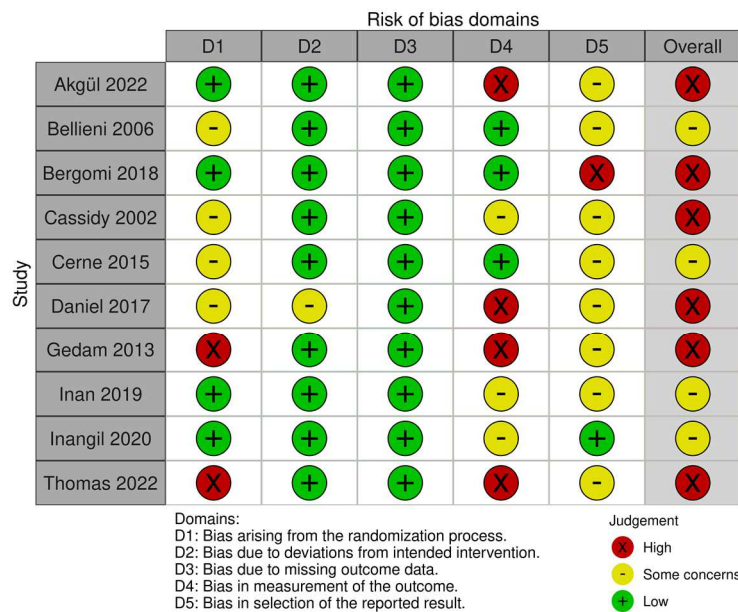 Risk of bias domains
D1 D2 D3 D4 D5 Overall
Study
Akgül 2022 + + + X - X
Bellieni 2006 - + + + - -
Bergomi 2018 + + + + X X
Cassidy 2002 - + + - - X
Cerne 2015 - + + + - -
Daniel 2017 - - + X - X
Gedam 2013 X + + X - X
Inan 2019 + + + - - -
Inangil 2020 + + + - + -
Thomas 2022 X + + X - X
Domains:
D1: Bias arising from the randomization process.
D2: Bias due to deviations from intended intervention.
D3: Bias due to missing outcome data.
D4: Bias in measurement of the outcome.
D5: Bias in selection of the reported result.
Judgement
X High
- Some concerns
+ Low